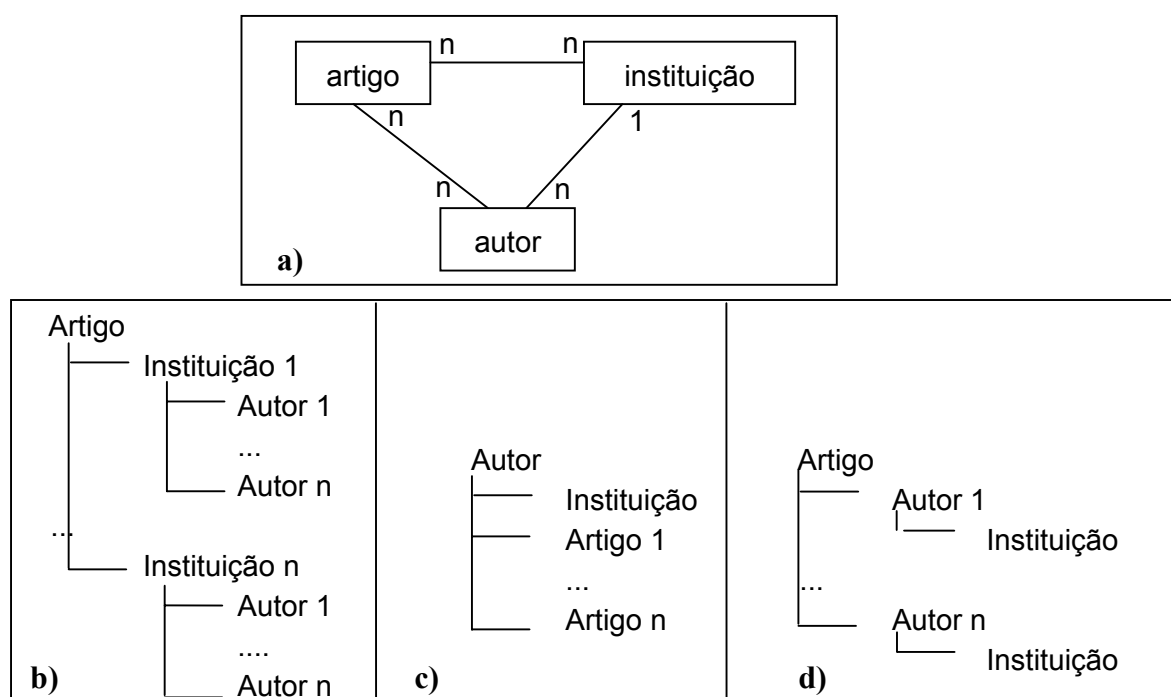 n n
artigo instituição
n 1
n n
autor
a)
Artigo
Instituição 1
Autor 1
...
Autor n
...
Instituição n
Autor 1
....
Autor n
b)
Autor
Instituição
Artigo 1
...
Artigo n
c)
Artigo
Autor 1
Instituição
...
Autor n
Instituição
d)